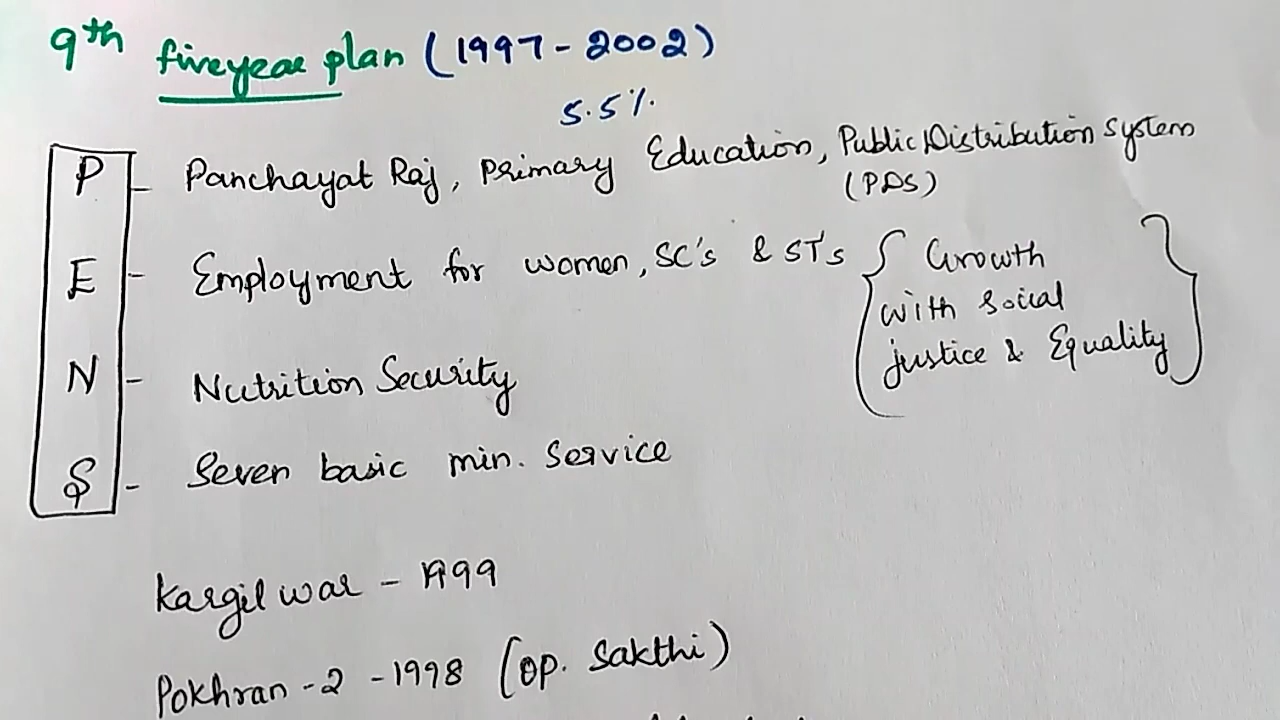 9th fiveyear plan (1997-2002)
5.5%.
P - Panchayat Raj, Primary Education, Public Distribution System
(PDS)
E - Employment for women, SC's & ST's { Growth
with Soical
justice & Equality }
N - Nutrition Security
S - Seven basic min. Service
Kargil war - 1999
Pokhran-2 -1998 (op. Sakthi)